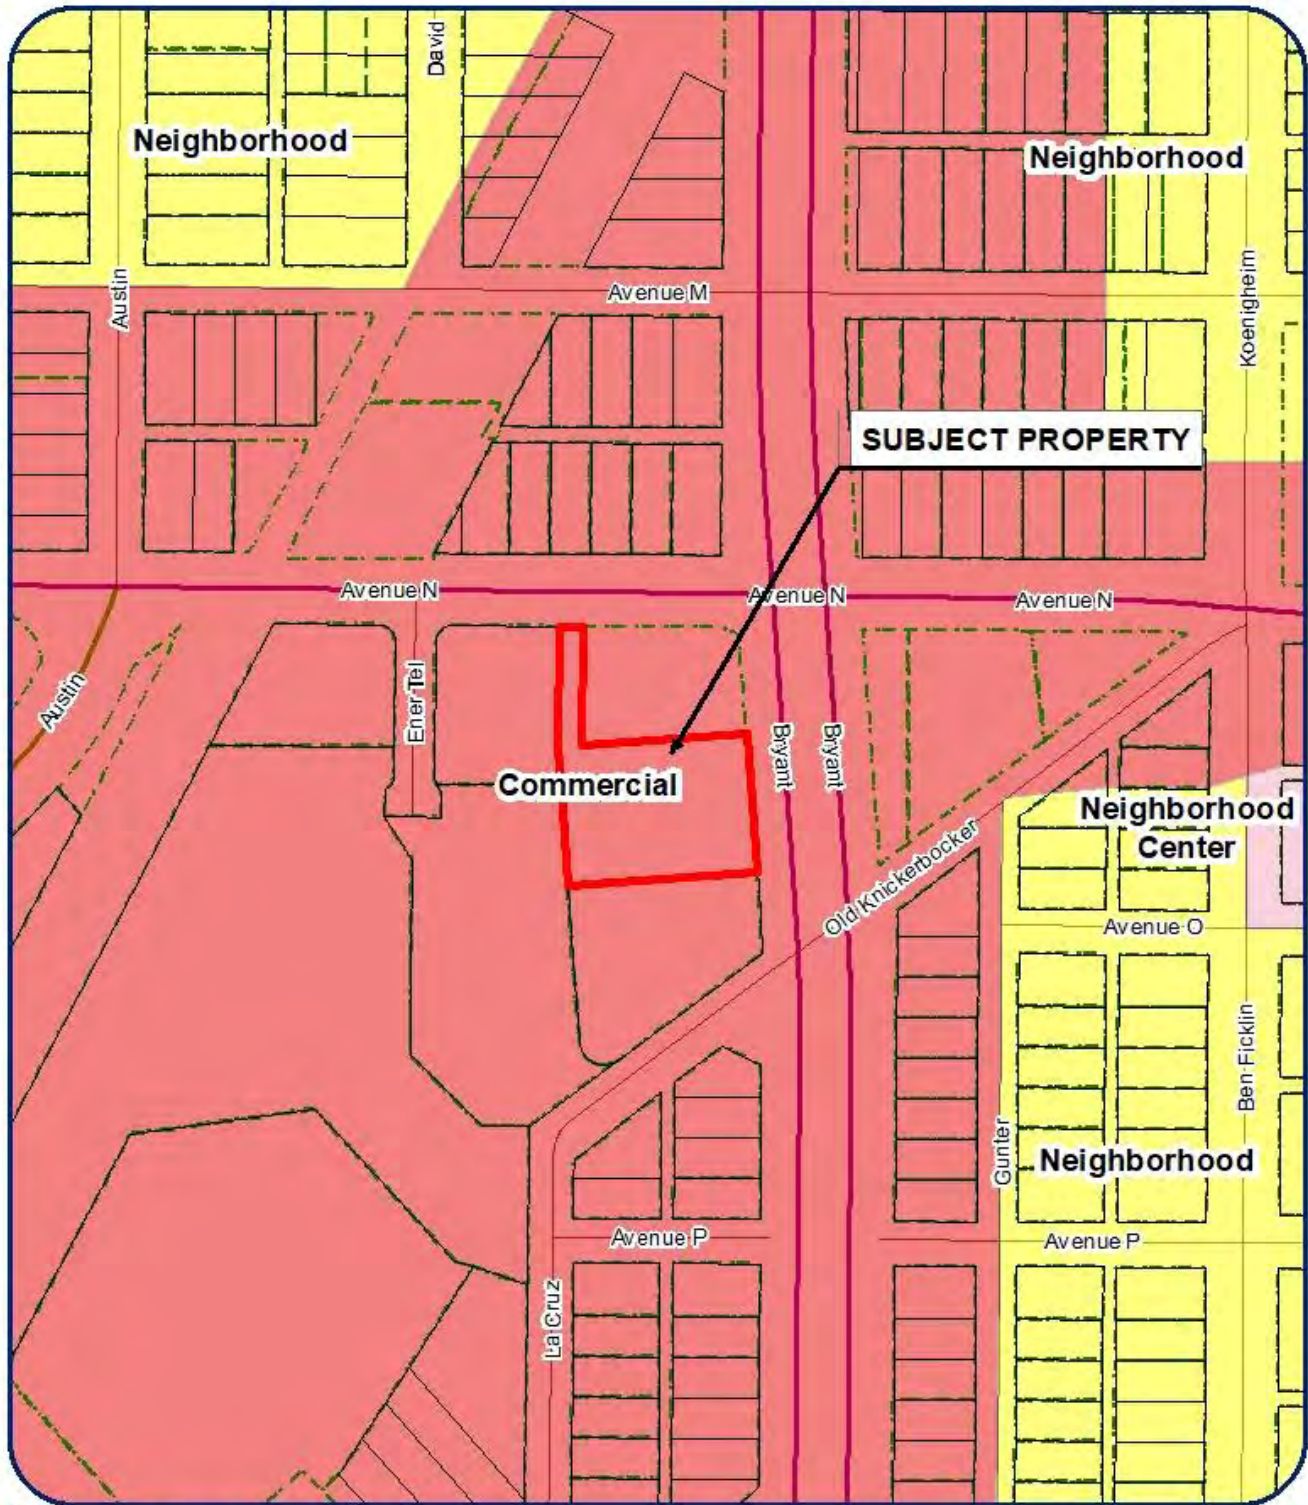 David
Neighborhood
Neighborhood
Austin
Avenue M
Koenigheim
SUBJECT PROPERTY
Avenue N
Avenue N
Avenue N
Austin
Ener Tel
Bryant
Bryant
Commercial
Neighborhood
Center
Old Knickerbocker
Avenue O
Ben Ficklin
Gunter
Neighborhood
Avenue P
Avenue P
La Cruz